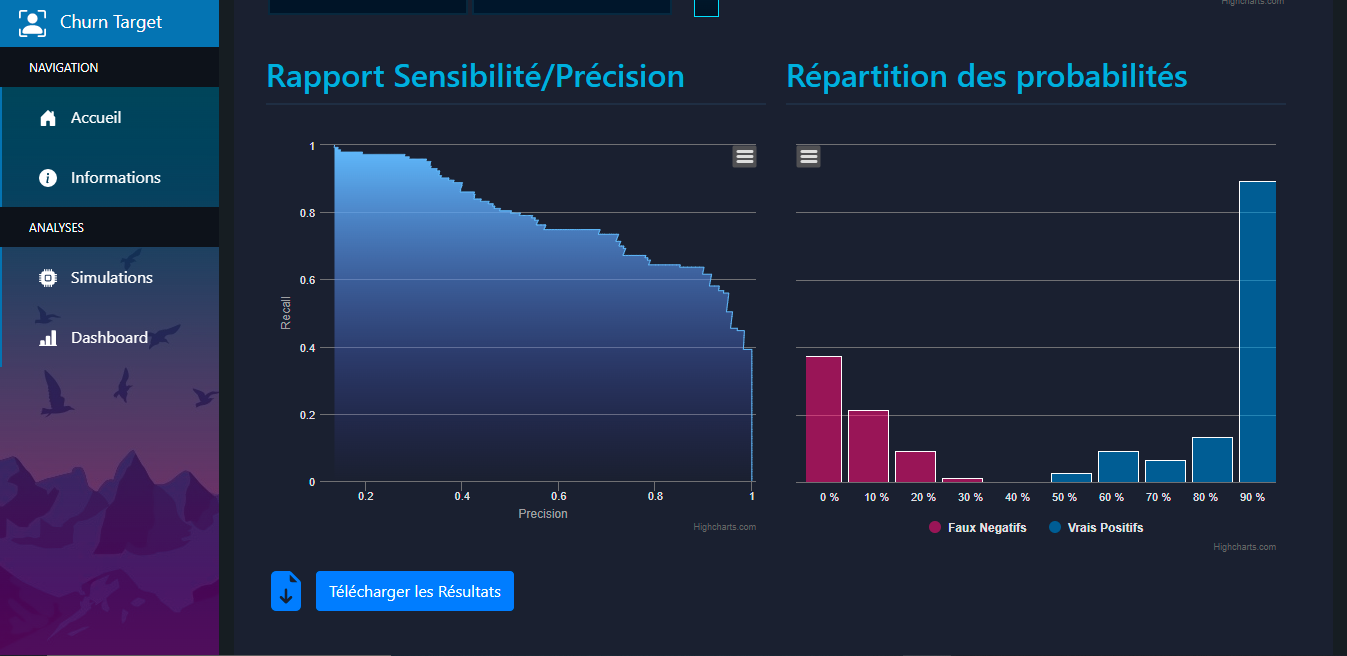 Churn Target
NAVIGATION
Accueil
Informations
ANALYSES
Simulations
Dashboard
Highcharts.com
Rapport Sensibilité/Précision
Recall
1
0.8
0.6
0.4
0.2
0
0.2 0.4 0.6 0.8 1
Precision
Highcharts.com
Répartition des probabilités
0 % 10 % 20 % 30 % 40 % 50 % 60 % 70 % 80 % 90 %
Faux Negatifs Vrais Positifs
Highcharts.com
Télécharger les Résultats